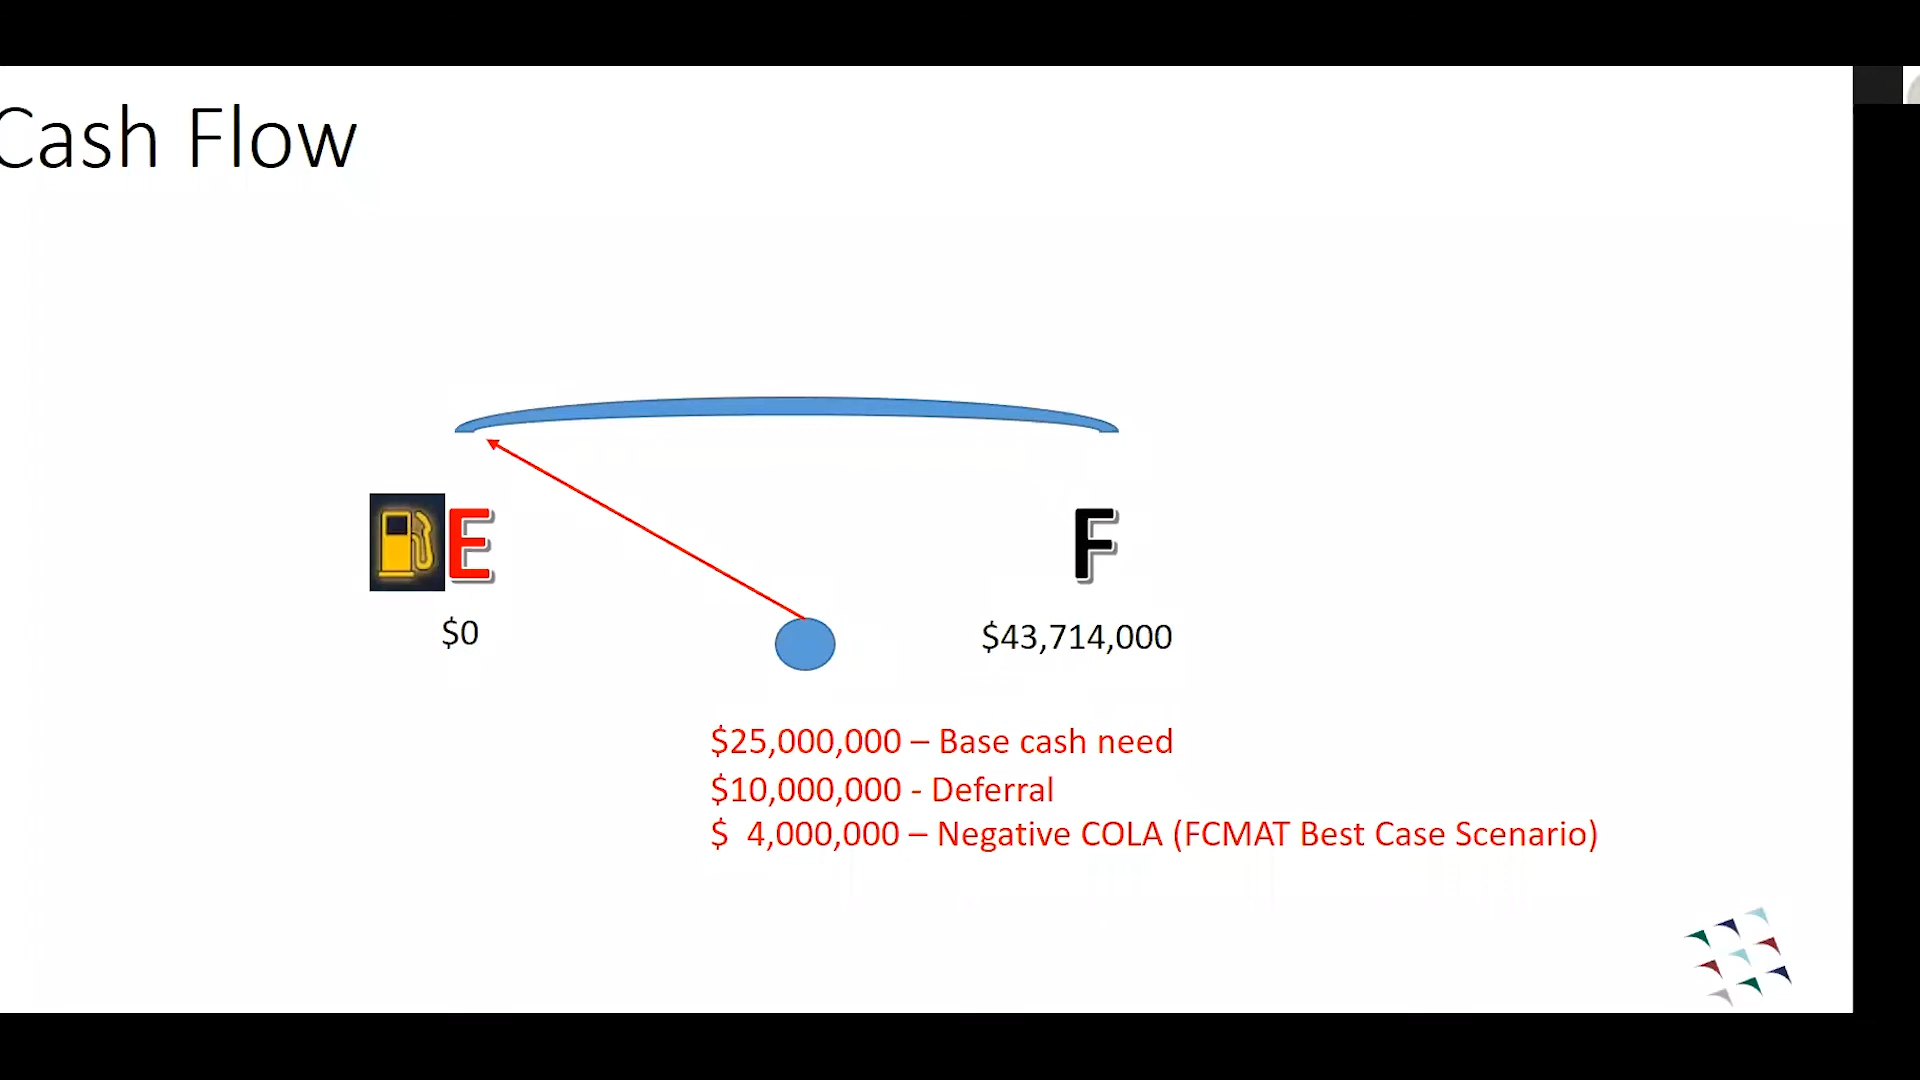 Cash Flow
E
F
$0
$43,714,000
$25,000,000 – Base cash need
$10,000,000 - Deferral
$ 4,000,000 – Negative COLA (FCMAT Best Case Scenario)